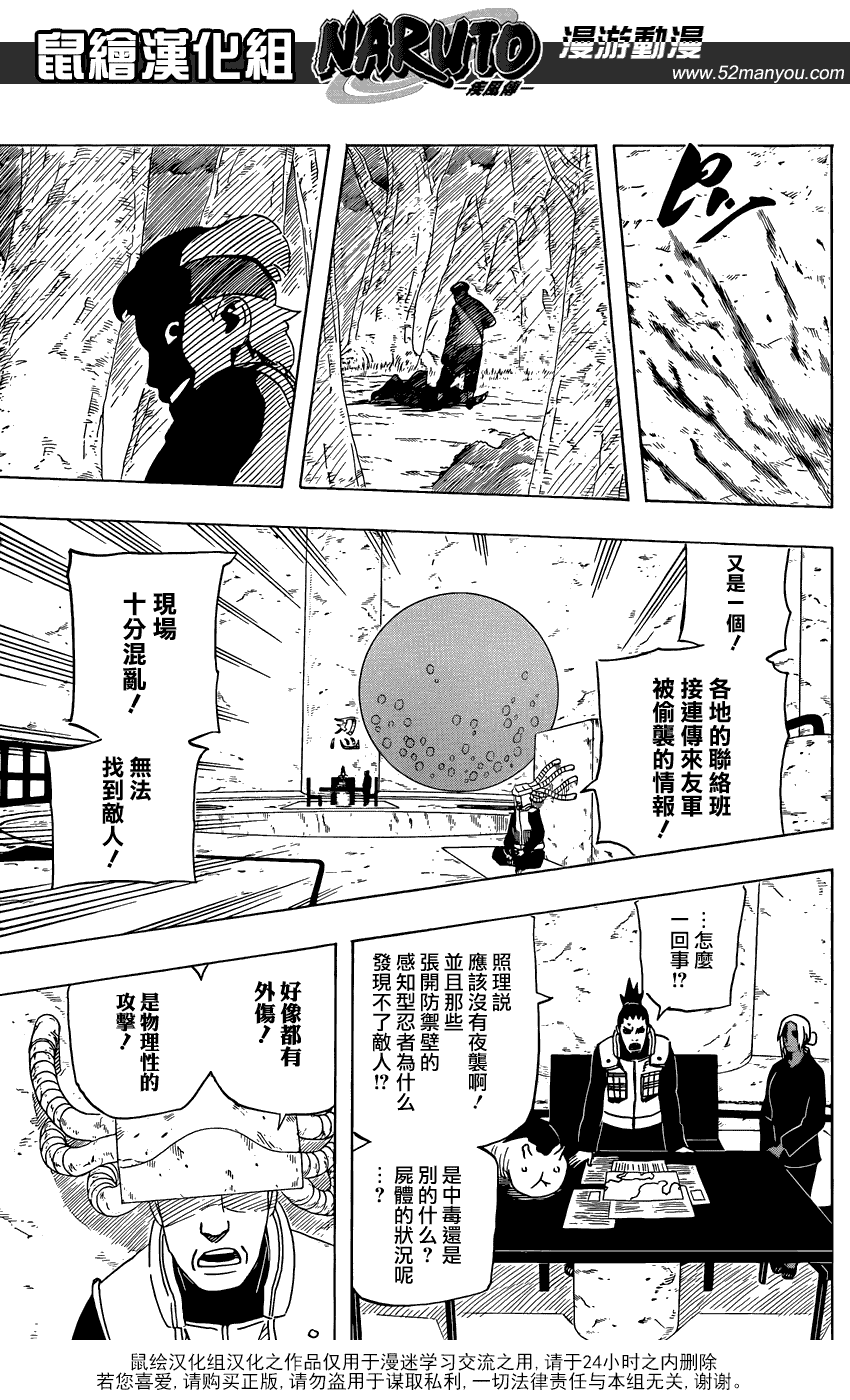 鼠繪漢化組
NARUTO
－疾風傳－
漫游動漫
www.52manyou.com
ピッ
又是一個！
各地的聯絡班
接連傳來友軍
被偷襲的情報！
忍
現場
十分混亂！
無法
找到敵人！
…怎麼
一回事!?
照理説
應該沒有夜襲啊！
並且那些
張開防禦壁的
感知型忍者為什么
發現不了敵人!?
是中毒還是
別的什么？
屍體的狀況呢
…？
好像都有
外傷！
是物理性的
攻擊！
鼠绘汉化组汉化之作品仅用于漫迷学习交流之用, 请于24小时之内删除
若您喜爱, 请购买正版, 请勿盗用于谋取私利, 一切法律责任与本组无关, 谢谢。